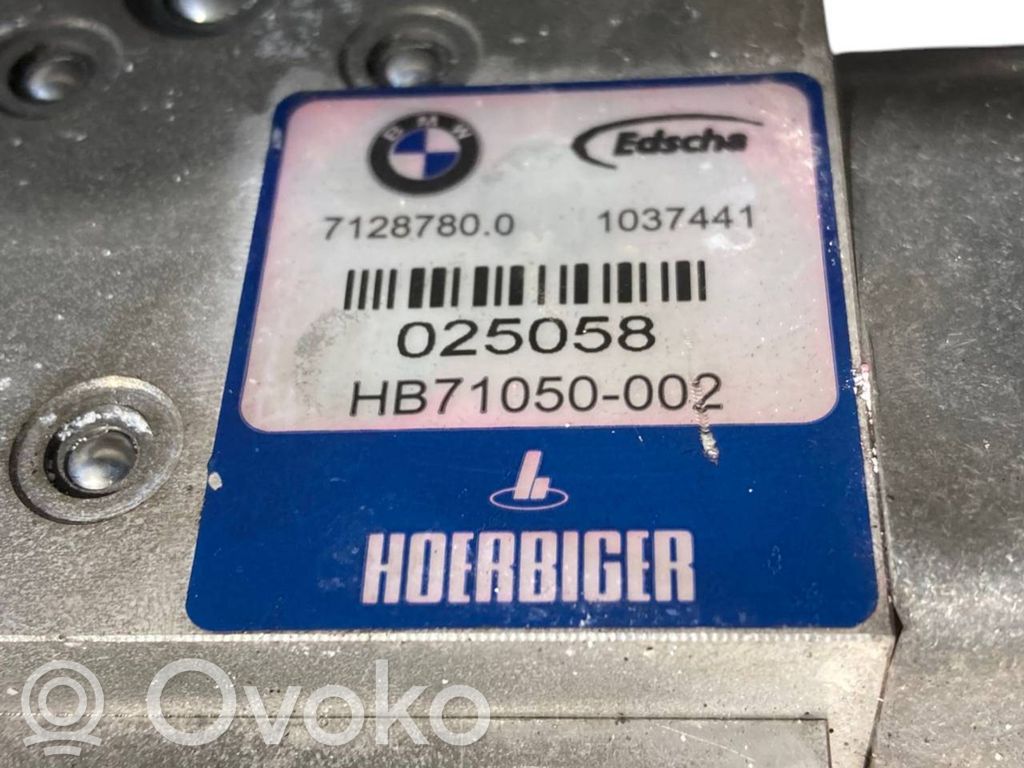 BMW Edscha
7128780.0 1037441
025058
HB71050-002
HOERBIGER
Ovoko